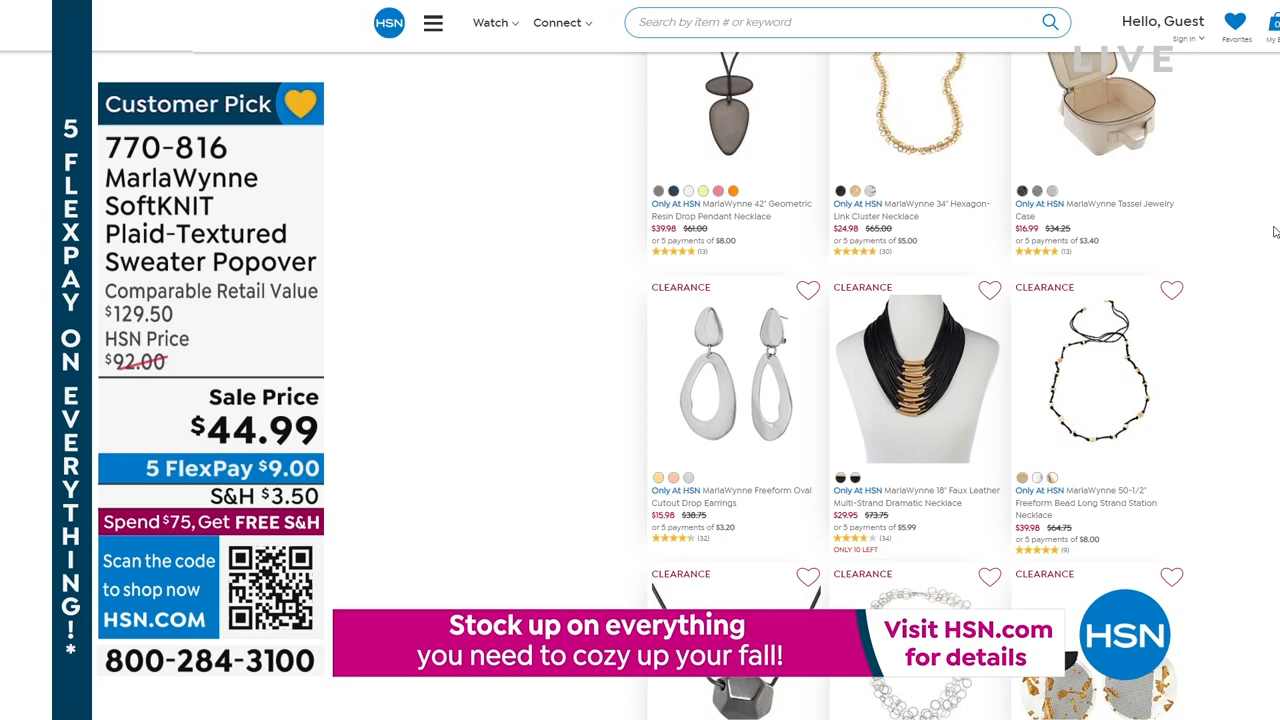 HSN
Watch
Connect
Search by item # or keyword
Hello, Guest
Sign In
Favorites
LIVE
5 FLEXPAY ON EVERYTHING!*
Customer Pick
770-816
MarlaWynne
SoftKNIT
Plaid-Textured
Sweater Popover
Comparable Retail Value
$129.50
HSN Price
$92.00
Sale Price
$44.99
5 FlexPay $9.00
S&H $3.50
Spend $75, Get FREE S&H
Scan the code
to shop now
HSN.COM
800-284-3100
Only At HSN MarlaWynne 42" Geometric
Resin Drop Pendant Necklace
$39.98 $61.00
or 5 payments of $8.00
(13)
Only At HSN MarlaWynne 34" Hexagon-
Link Cluster Necklace
$24.98 $65.00
or 5 payments of $5.00
(30)
Only At HSN MarlaWynne Tassel Jewelry
Case
$16.99 $34.25
or 5 payments of $3.40
(13)
CLEARANCE
Only At HSN MarlaWynne Freeform Oval
Cutout Drop Earrings
$15.98 $38.75
or 5 payments of $3.20
(32)
CLEARANCE
Only At HSN MarlaWynne 18" Faux Leather
Multi-Strand Dramatic Necklace
$29.95 $73.75
or 5 payments of $5.99
(34)
ONLY 10 LEFT
CLEARANCE
Only At HSN MarlaWynne 50-1/2"
Freeform Bead Long Strand Station
Necklace
$39.98 $64.75
or 5 payments of $8.00
(9)
CLEARANCE
CLEARANCE
CLEARANCE
Stock up on everything
you need to cozy up your fall!
Visit HSN.com
for details
HSN